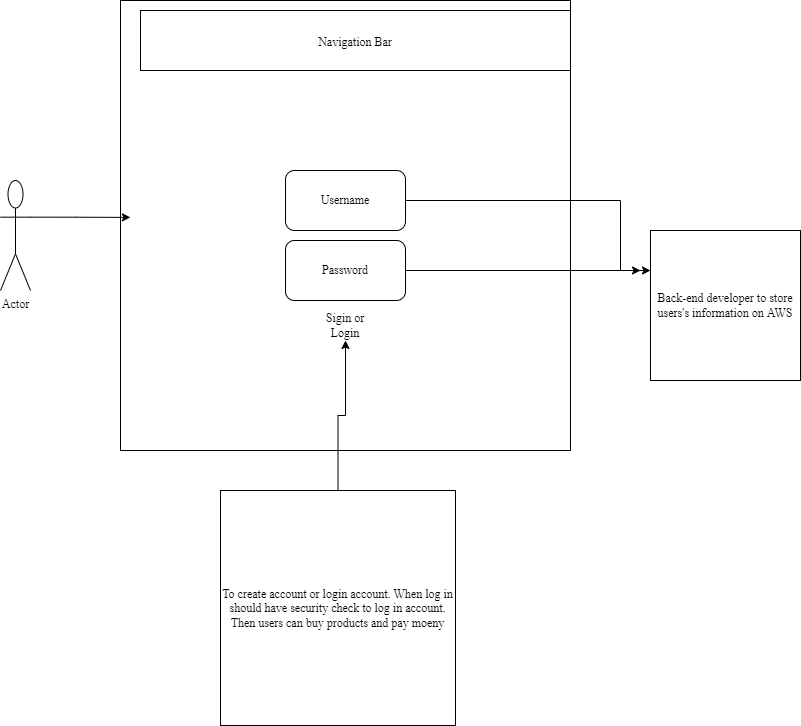 Navigation Bar
Username
Password
Actor
Sigin or
Login
Back-end developer to store
users's information on AWS
To create account or login account. When log in
should have security check to log in account.
Then users can buy products and pay moeny